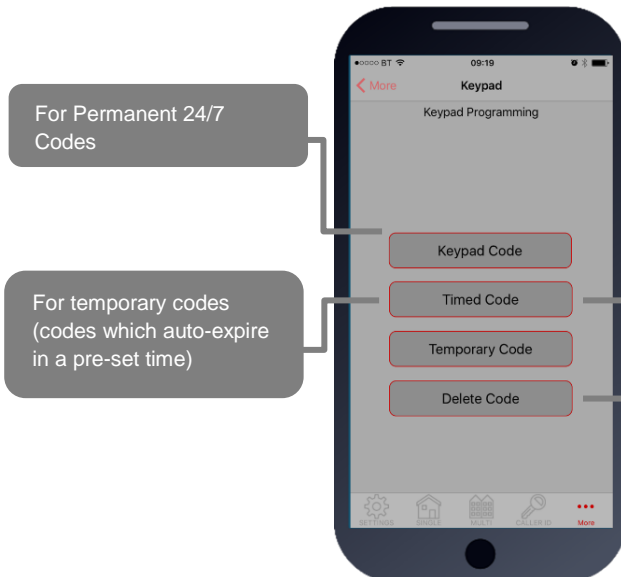 ●○○○○ BT 09:19
< More Keypad
Keypad Programming
For Permanent 24/7
Codes
Keypad Code
For temporary codes
(codes which auto-expire
in a pre-set time)
Timed Code
Temporary Code
Delete Code
SETTINGS SINGLE MULTI CALLER ID More